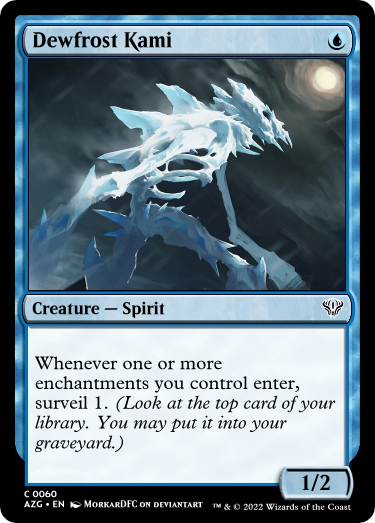 Dewfrost Kami
Creature — Spirit
Whenever one or more
enchantments you control enter,
surveil 1. (Look at the top card of your
library. You may put it into your
graveyard.)
1/2
C 0060
AZG • EN MorkarDFC on deviantart ™ & © 2022 Wizards of the Coast